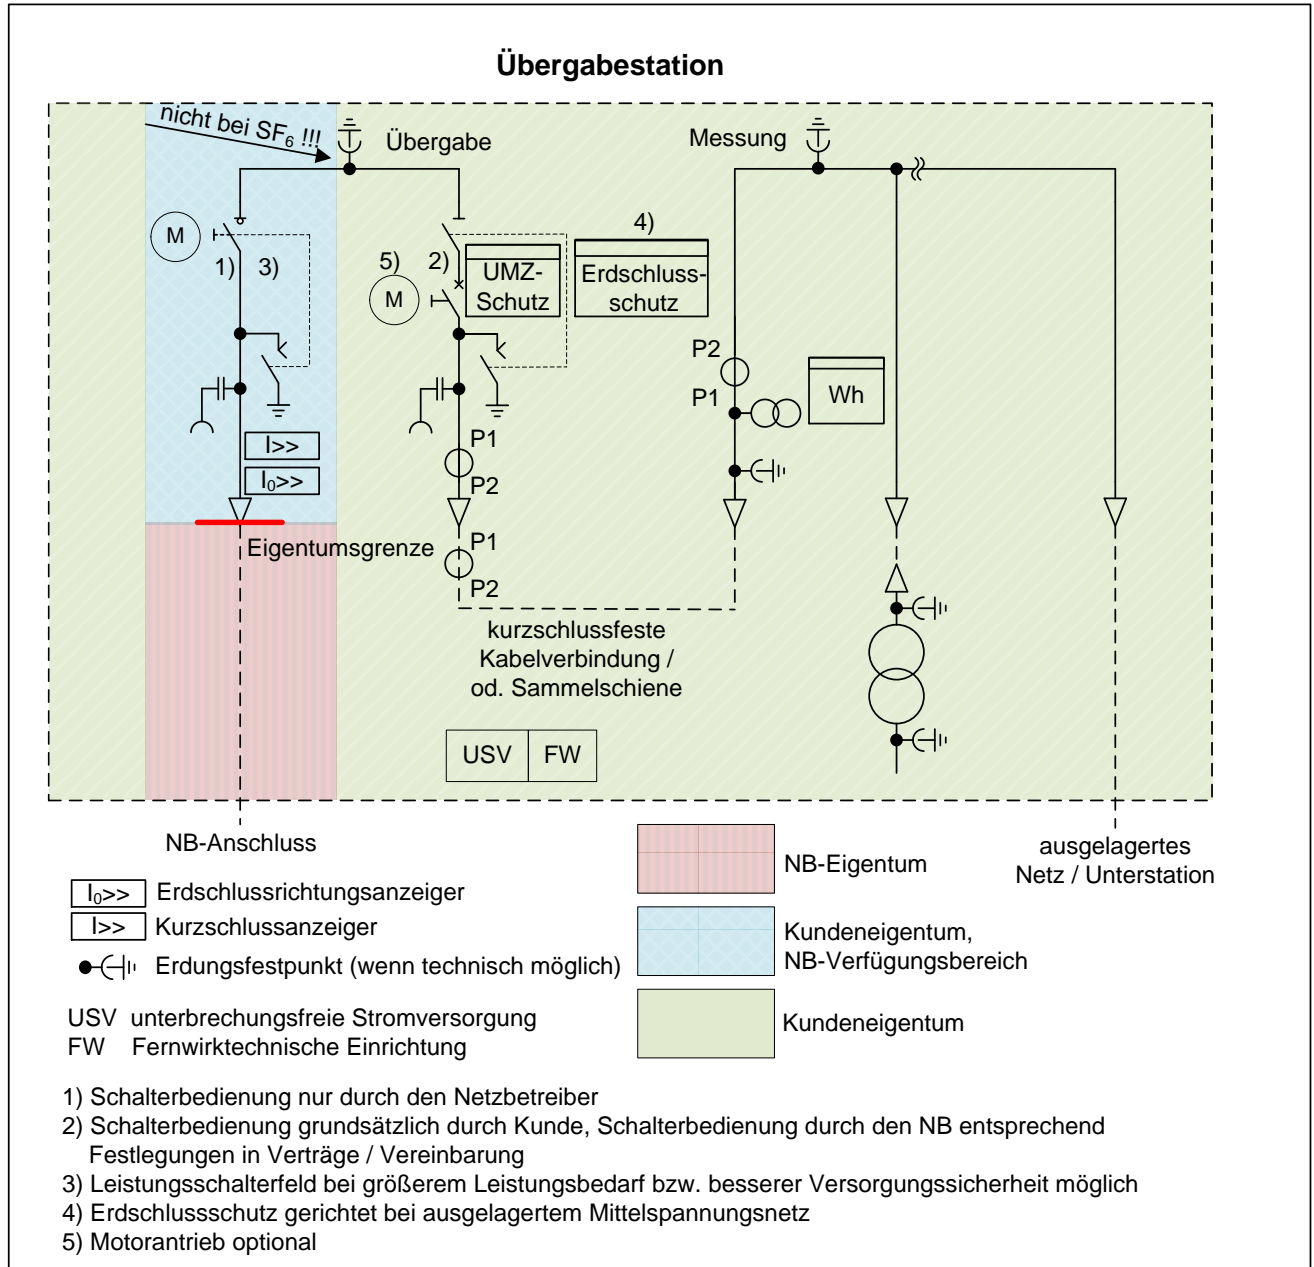 Übergabestation
nicht bei SF₆ !!!
Übergabe
Messung
M
1) 3)
5) 2)
M
UMZ-
Schutz
4)
Erdschluss-
schutz
P2
P1
Wh
I>>
I₀>>
P1
P2
Eigentumsgrenze
P1
P2
kurzschlussfeste
Kabelverbindung /
od. Sammelschiene
USV FW
NB-Anschluss
ausgelagertes
Netz / Unterstation
I₀>> Erdschlussrichtungsanzeiger
I>> Kurzschlussanzeiger
Erdungsfestpunkt (wenn technisch möglich)
USV unterbrechungsfreie Stromversorgung
FW Fernwirktechnische Einrichtung
NB-Eigentum
Kundeneigentum,
NB-Verfügungsbereich
Kundeneigentum
1) Schalterbedienung nur durch den Netzbetreiber
2) Schalterbedienung grundsätzlich durch Kunde, Schalterbedienung durch den NB entsprechend
Festlegungen in Verträge / Vereinbarung
3) Leistungsschalterfeld bei größerem Leistungsbedarf bzw. besserer Versorgungssicherheit möglich
4) Erdschlussschutz gerichtet bei ausgelagertem Mittelspannungsnetz
5) Motorantrieb optional